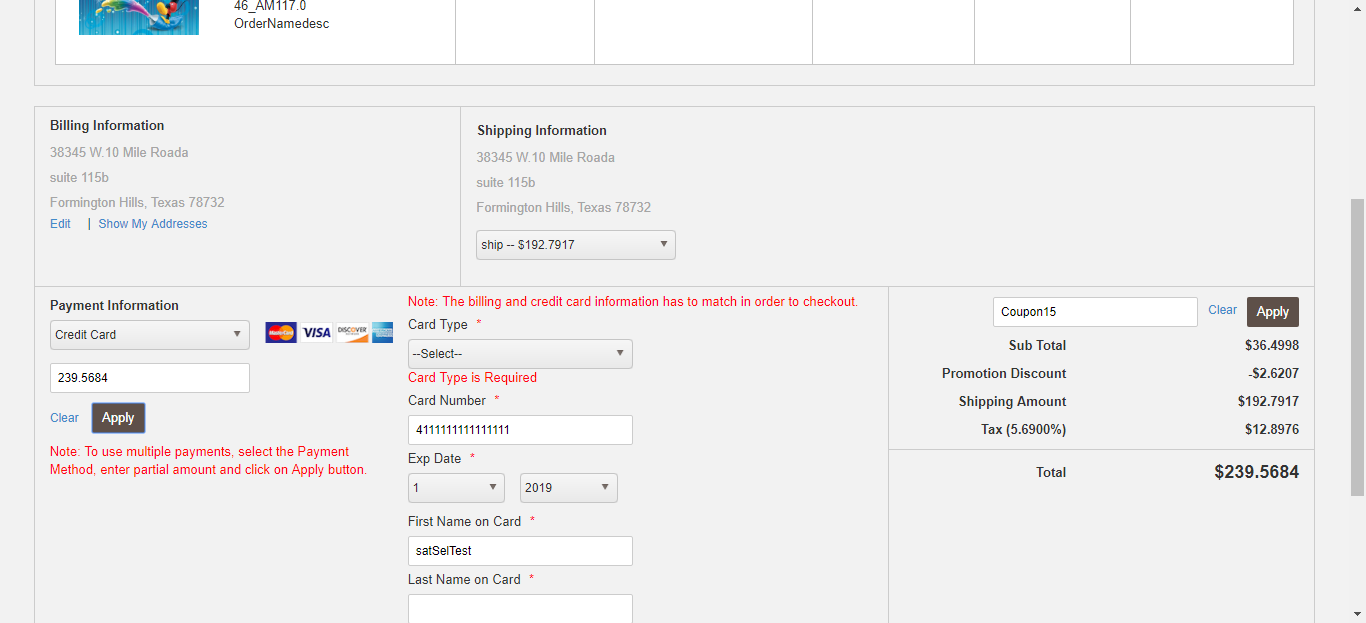 46_AM117.0
OrderNamedesc
Billing Information
38345 W.10 Mile Roada
suite 115b
Formington Hills, Texas 78732
Edit | Show My Addresses
Shipping Information
38345 W.10 Mile Roada
suite 115b
Formington Hills, Texas 78732
ship -- $192.7917
Payment Information
Credit Card
MasterCard VISA DISCOVER
239.5684
Clear Apply
Note: To use multiple payments, select the Payment
Method, enter partial amount and click on Apply button.
Note: The billing and credit card information has to match in order to checkout.
Card Type *
--Select--
Card Type is Required
Card Number *
4111111111111111
Exp Date *
1 2019
First Name on Card *
satSelTest
Last Name on Card *
Coupon15 Clear Apply
Sub Total $36.4998
Promotion Discount -$2.6207
Shipping Amount $192.7917
Tax (5.6900%) $12.8976
Total $239.5684